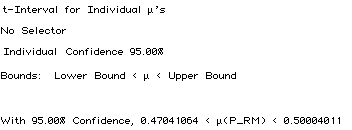 t-Interval for Individual µ's
No Selector
Individual Confidence 95.00%
Bounds: Lower Bound < µ < Upper Bound
With 95.00% Confidence, 0.47041064 < µ(P_RM) < 0.50004011